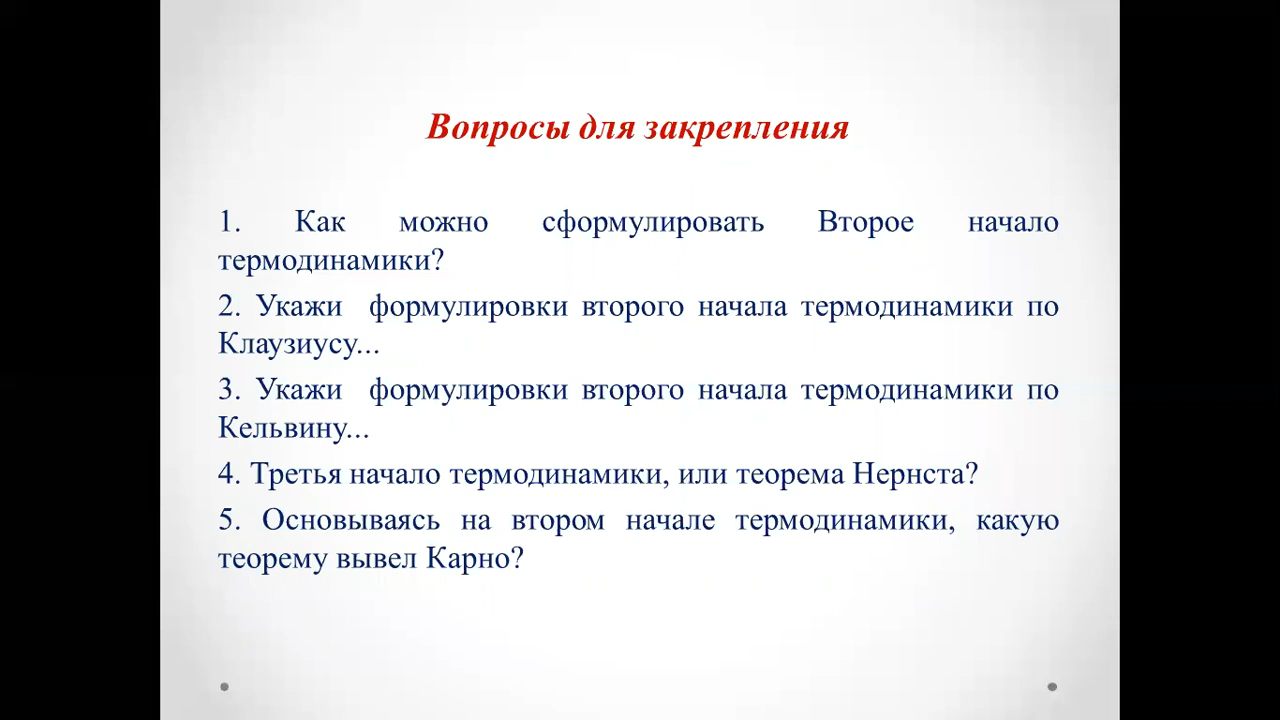 Вопросы для закрепления
1. Как можно сформулировать Второе начало
термодинамики?
2. Укажи формулировки второго начала термодинамики по
Клаузиусу...
3. Укажи формулировки второго начала термодинамики по
Кельвину...
4. Третья начало термодинамики, или теорема Нернста?
5. Основываясь на втором начале термодинамики, какую
теорему вывел Карно?